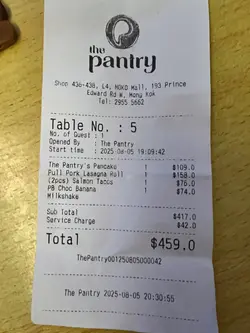 the
pantry
Shop 436-438, L4, MOKO Mall, 193 Prince
Edward Rd W, Mong Kok
Tel: 2955 5662
Table No. : 5
No. of Guest : 1
Opened By : The Pantry
Start time : 2025-08-05 19:09:42
The Pantry's Pancake 1 $109.0
Pull Pork Lasagna Roll 1 $158.0
(2pcs) Salmon Tacos 1 $76.0
PB Choc Banana 1 $74.0
Milkshake
Sub Total $417.0
Service Charge $42.0
Total $459.0
ThePantry001250805000042
The Pantry 2025-08-05 20:30:55